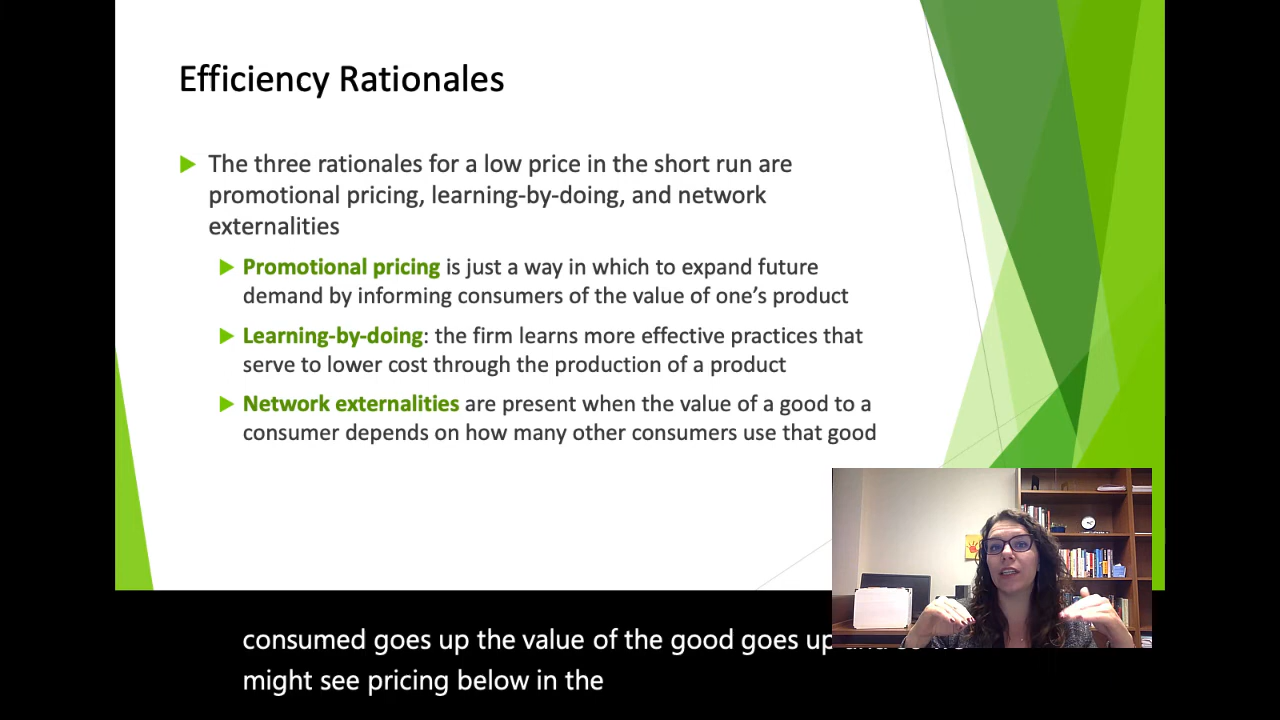 Efficiency Rationales
The three rationales for a low price in the short run are
promotional pricing, learning-by-doing, and network
externalities
Promotional pricing is just a way in which to expand future
demand by informing consumers of the value of one’s product
Learning-by-doing: the firm learns more effective practices that
serve to lower cost through the production of a product
Network externalities are present when the value of a good to a
consumer depends on how many other consumers use that good
consumed goes up the value of the good goes up
might see pricing below in the